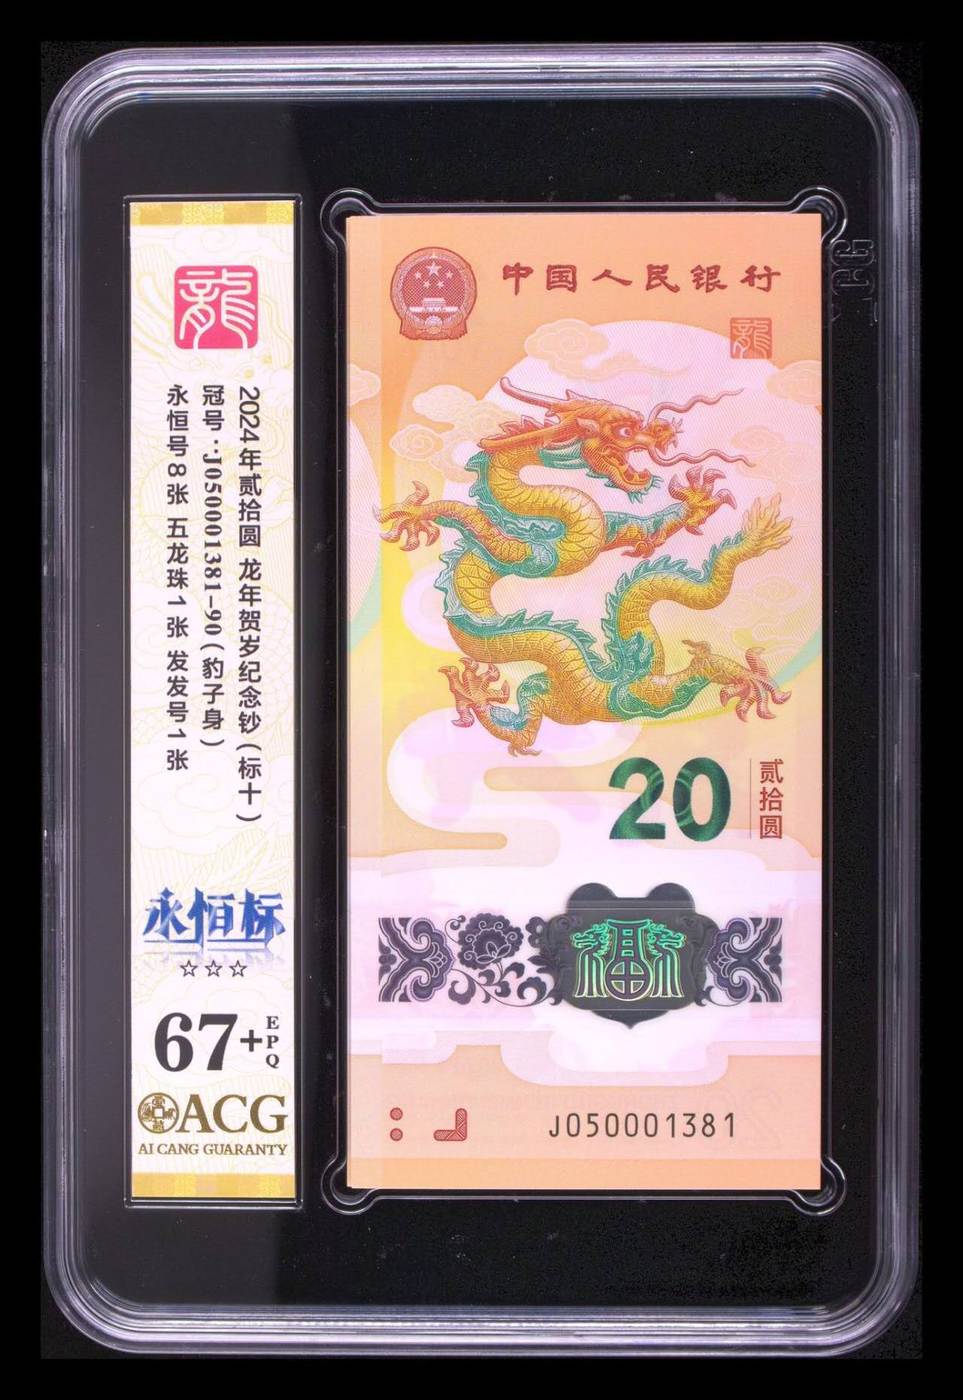 龍
2024年贰拾圆 龙年贺岁纪念钞(标十)
冠号·J050001381-90(豹子身)
永恒号8张 五龙珠1张 发发号1张
永恒标
☆☆☆
67+EPQ
ACG
AI CANG GUARANTY
中国人民银行
龍
20
贰拾圆
福
J050001381